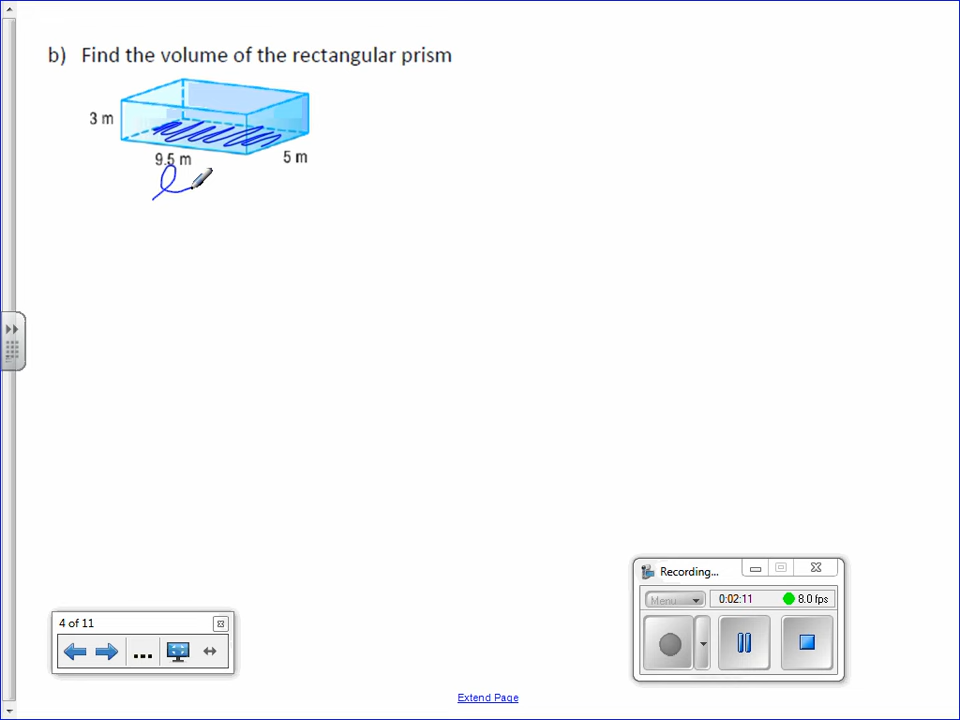 b) Find the volume of the rectangular prism
3 m
9.5 m
5 m
l
Recording...
Menu
0:02:11
8.0 fps
4 of 11
...
Extend Page